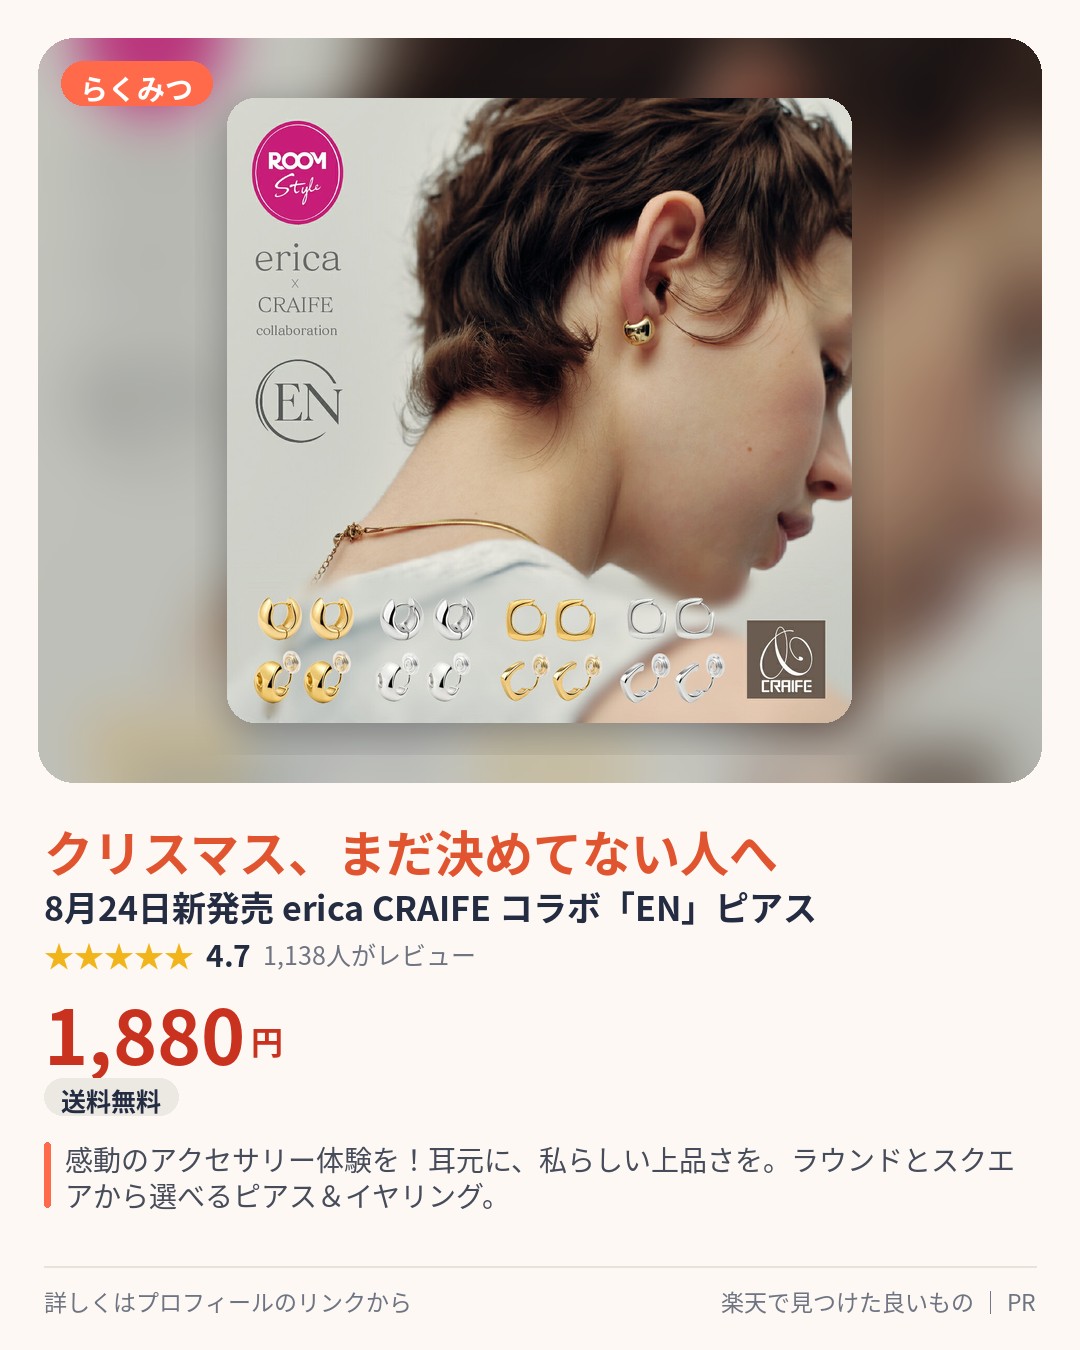 らくみつ
ROOM
Style
erica
x
CRAIFE
collaboration
EN
CRAIFE
クリスマス、まだ決めてない人へ
8月24日新発売 erica CRAIFE コラボ「EN」ピアス
★★★★★ 4.7 1,138人がレビュー
1,880円
送料無料
感動のアクセサリー体験を！耳元に、私らしい上品さを。ラウンドとスクエ
アから選べるピアス＆イヤリング。
詳しくはプロフィールのリンクから
楽天で見つけた良いもの｜PR